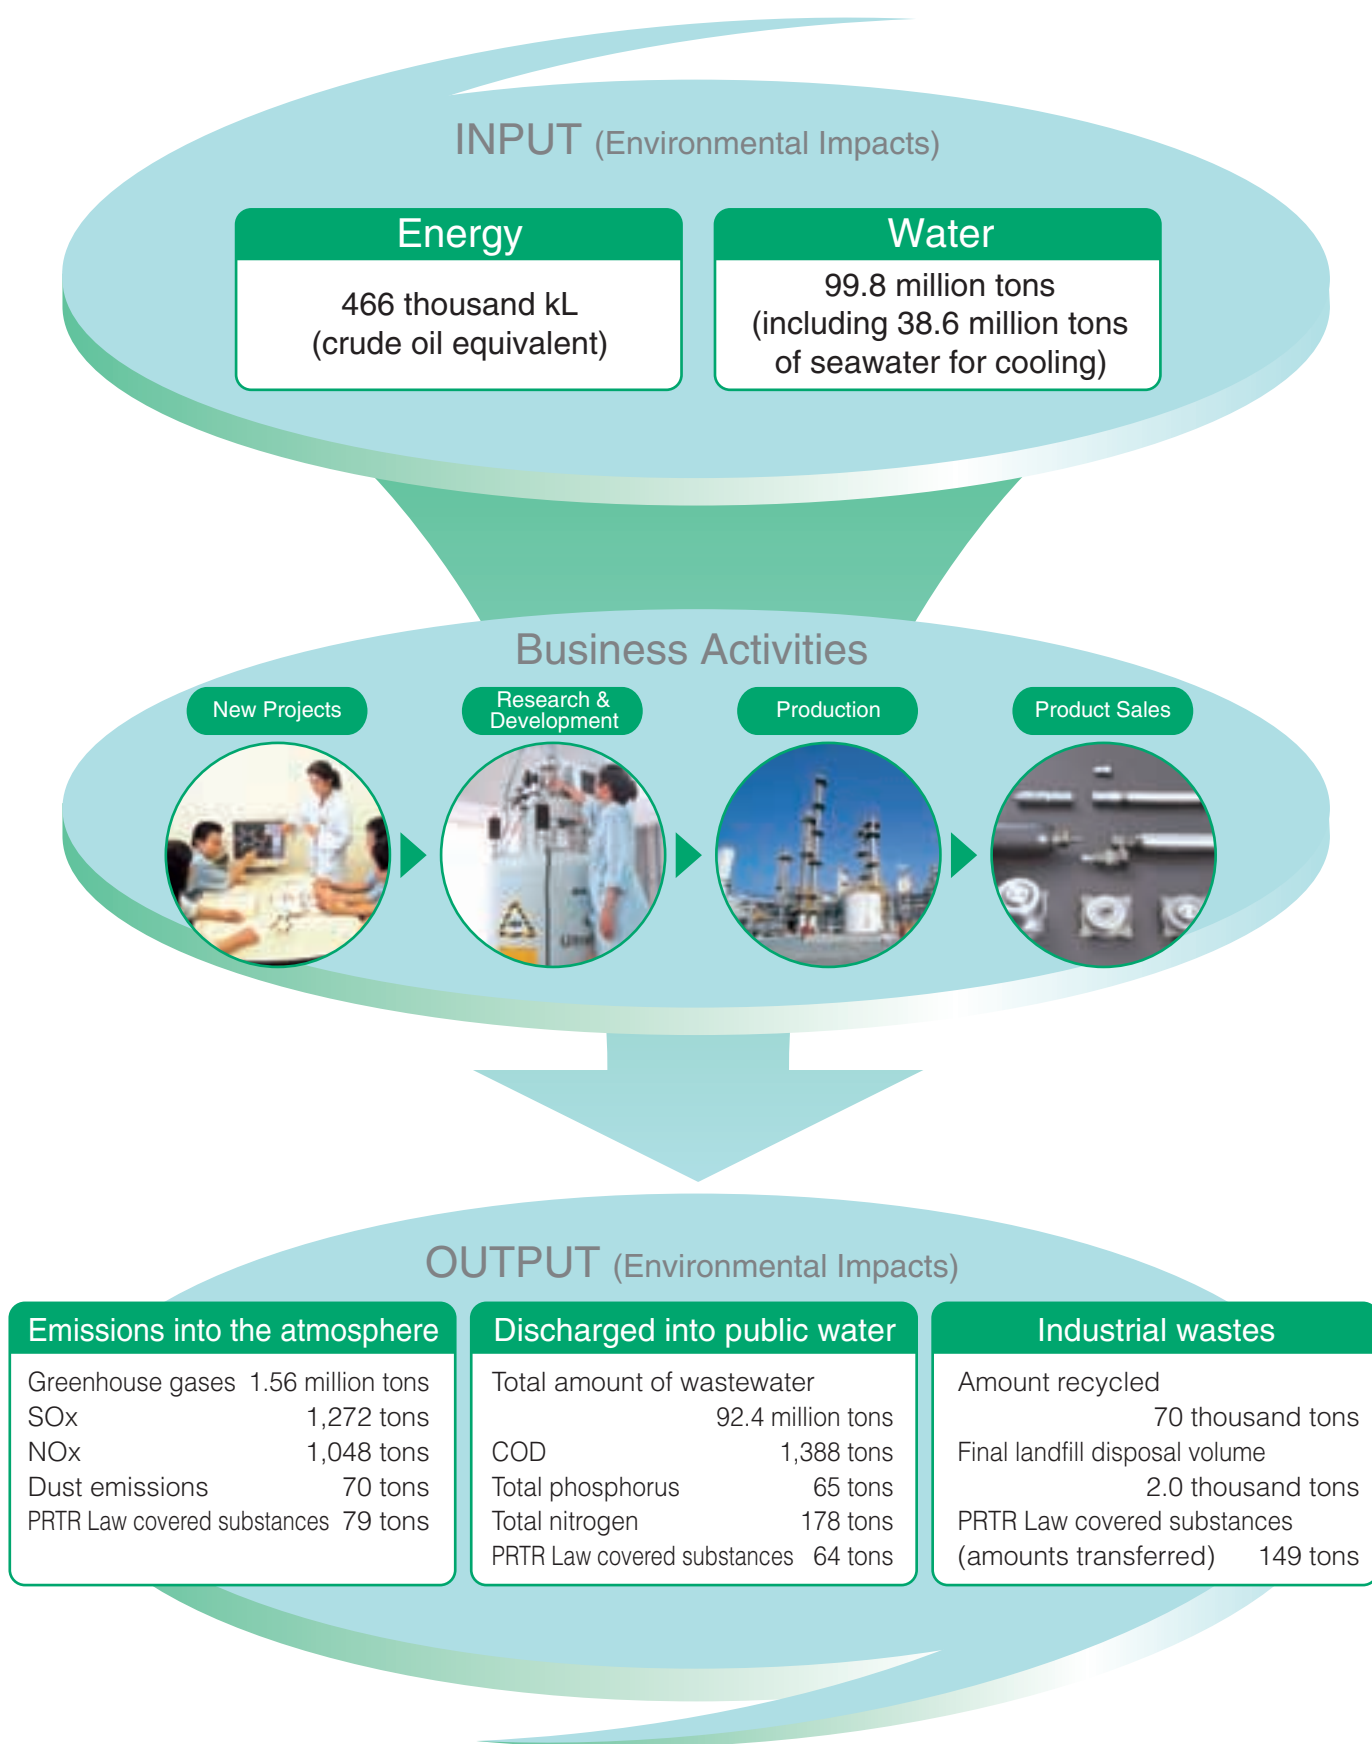 INPUT (Environmental Impacts)
Energy
466 thousand kL
(crude oil equivalent)
Water
99.8 million tons
(including 38.6 million tons
of seawater for cooling)
Business Activities
New Projects
Research &
Development
Production
Product Sales
OUTPUT (Environmental Impacts)
Emissions into the atmosphere
Greenhouse gases 1.56 million tons
SOx 1,272 tons
NOx 1,048 tons
Dust emissions 70 tons
PRTR Law covered substances 79 tons
Discharged into public water
Total amount of wastewater
92.4 million tons
COD 1,388 tons
Total phosphorus 65 tons
Total nitrogen 178 tons
PRTR Law covered substances 64 tons
Industrial wastes
Amount recycled
70 thousand tons
Final landfill disposal volume
2.0 thousand tons
PRTR Law covered substances
(amounts transferred) 149 tons